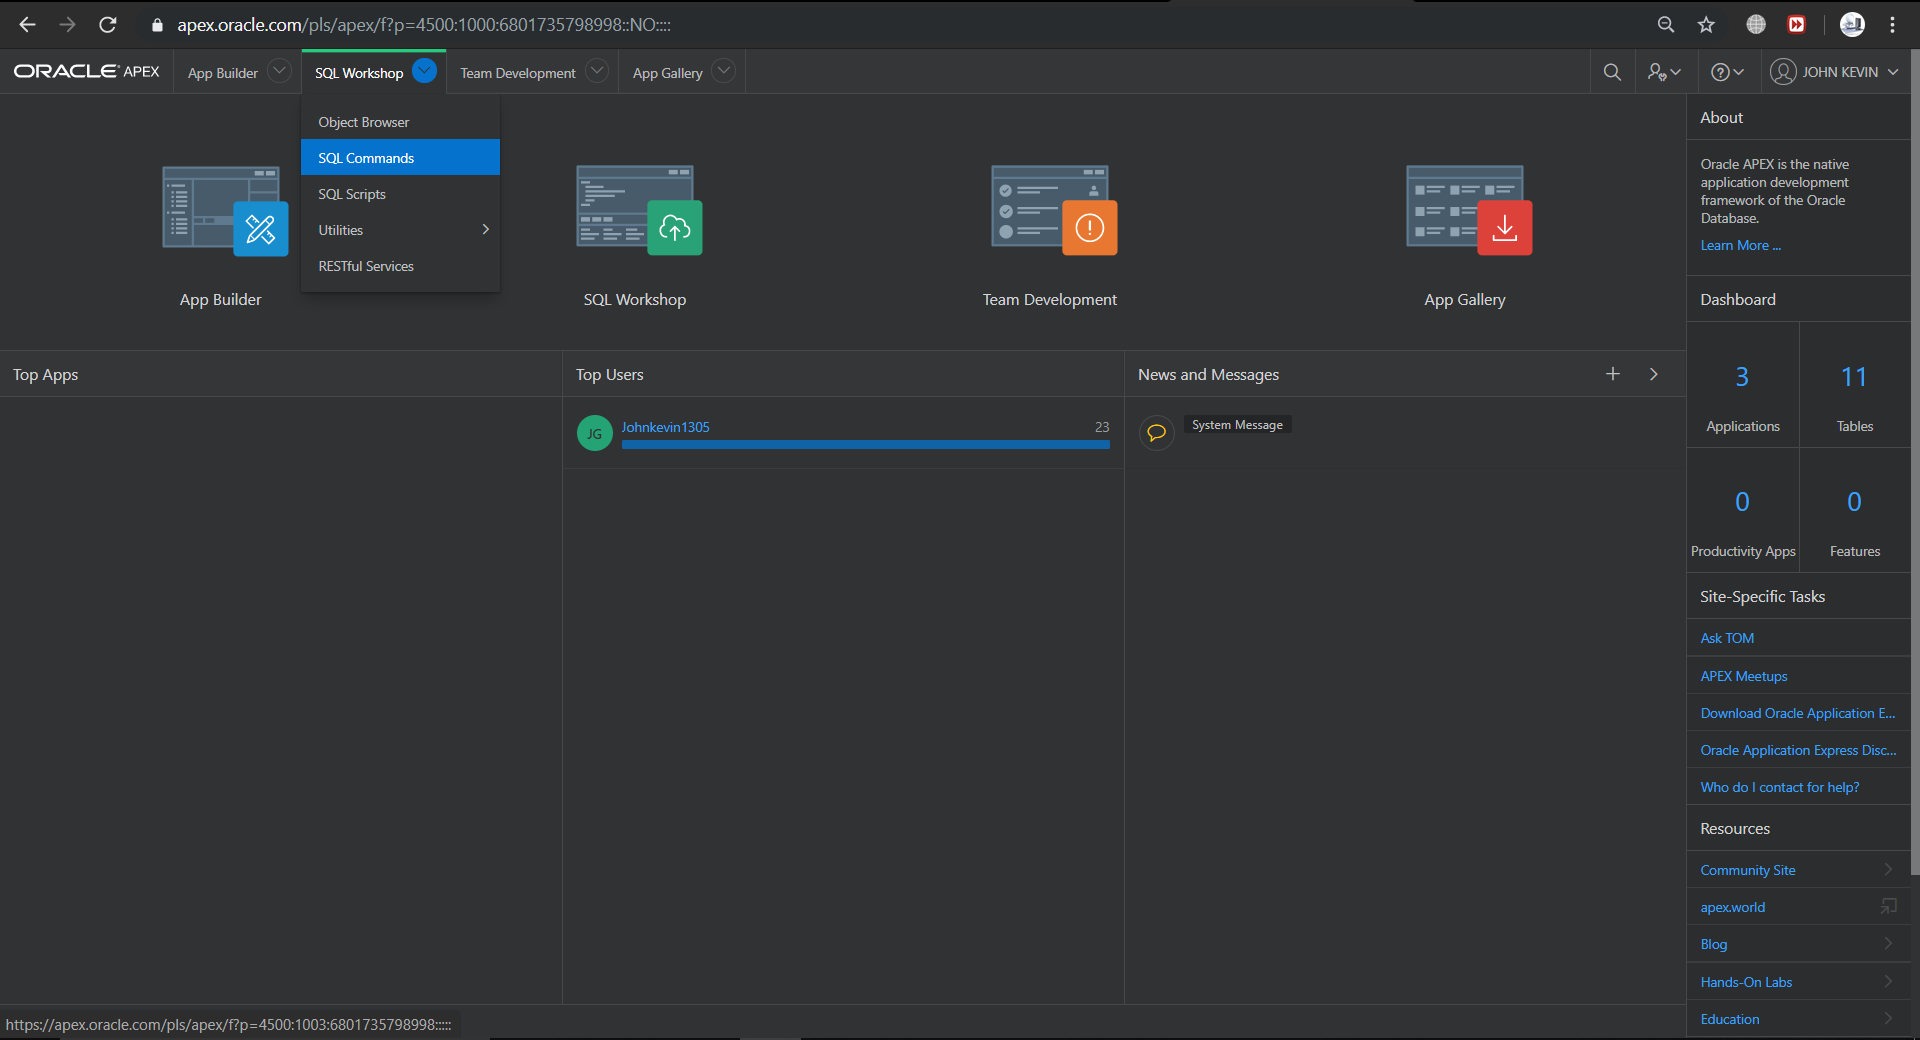 apex.oracle.com/pls/apex/f?p=4500:1000:6801735798998::NO::::
ORACLE APEX
App Builder
SQL Workshop
Team Development
App Gallery
JOHN KEVIN
Object Browser
SQL Commands
SQL Scripts
Utilities
RESTful Services
App Builder
SQL Workshop
Team Development
App Gallery
Top Apps
Top Users
JG
Johnkevin1305
23
News and Messages
System Message
About
Oracle APEX is the native
application development
framework of the Oracle
Database.
Learn More ...
Dashboard
3
Applications
11
Tables
0
Productivity Apps
0
Features
Site-Specific Tasks
Ask TOM
APEX Meetups
Download Oracle Application E...
Oracle Application Express Disc...
Who do I contact for help?
Resources
Community Site
apex.world
Blog
Hands-On Labs
Education
https://apex.oracle.com/pls/apex/f?p=4500:1003:6801735798998:::::